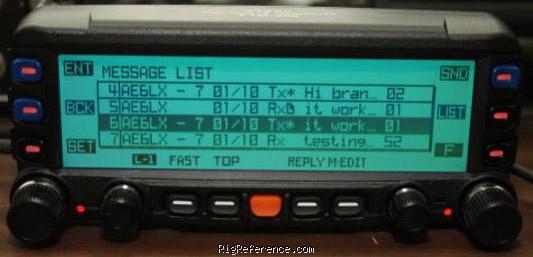 ENT MESSAGE LIST SND
4 AE6LX - 7 01/10 Tx* Hi bran… 02
BCK 5 AE6LX - 7 01/10 Rx it work… 01 LIST
6 AE6LX - 7 01/10 Tx* it work… 01
SET 7 AE6LX - 7 01/10 Rx testing… 52 F
L-1 FAST TOP REPLY M-EDIT
RigReference.com